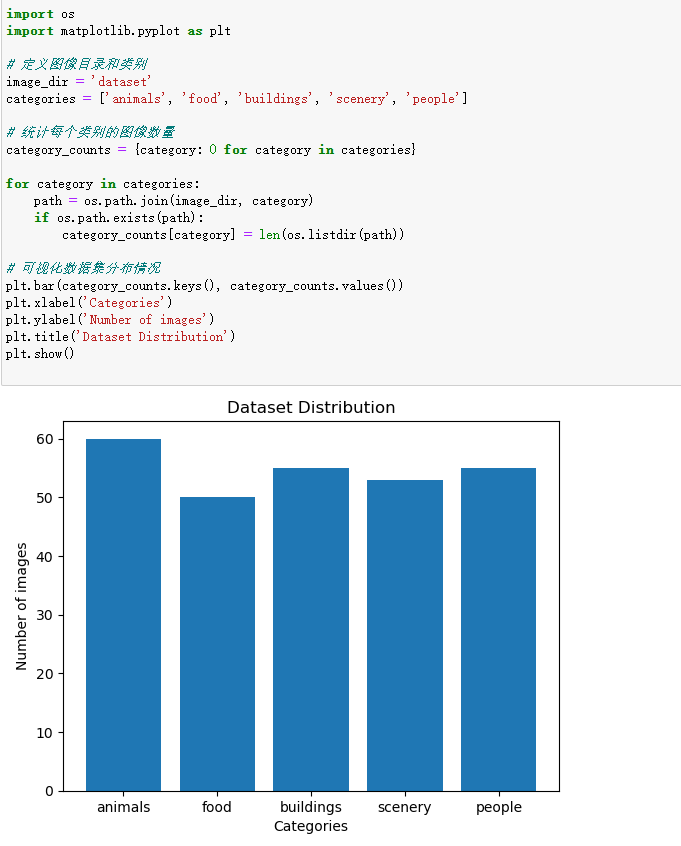 import os
import matplotlib.pyplot as plt
# 定义图像目录和类别
image_dir = 'dataset'
categories = ['animals', 'food', 'buildings', 'scenery', 'people']
# 统计每个类别的图像数量
category_counts = {category: 0 for category in categories}
for category in categories:
    path = os.path.join(image_dir, category)
    if os.path.exists(path):
        category_counts[category] = len(os.listdir(path))
# 可视化数据集分布情况
plt.bar(category_counts.keys(), category_counts.values())
plt.xlabel('Categories')
plt.ylabel('Number of images')
plt.title('Dataset Distribution')
plt.show()
Dataset Distribution
Number of images
60
50
40
30
20
10
0
animals food buildings scenery people
Categories